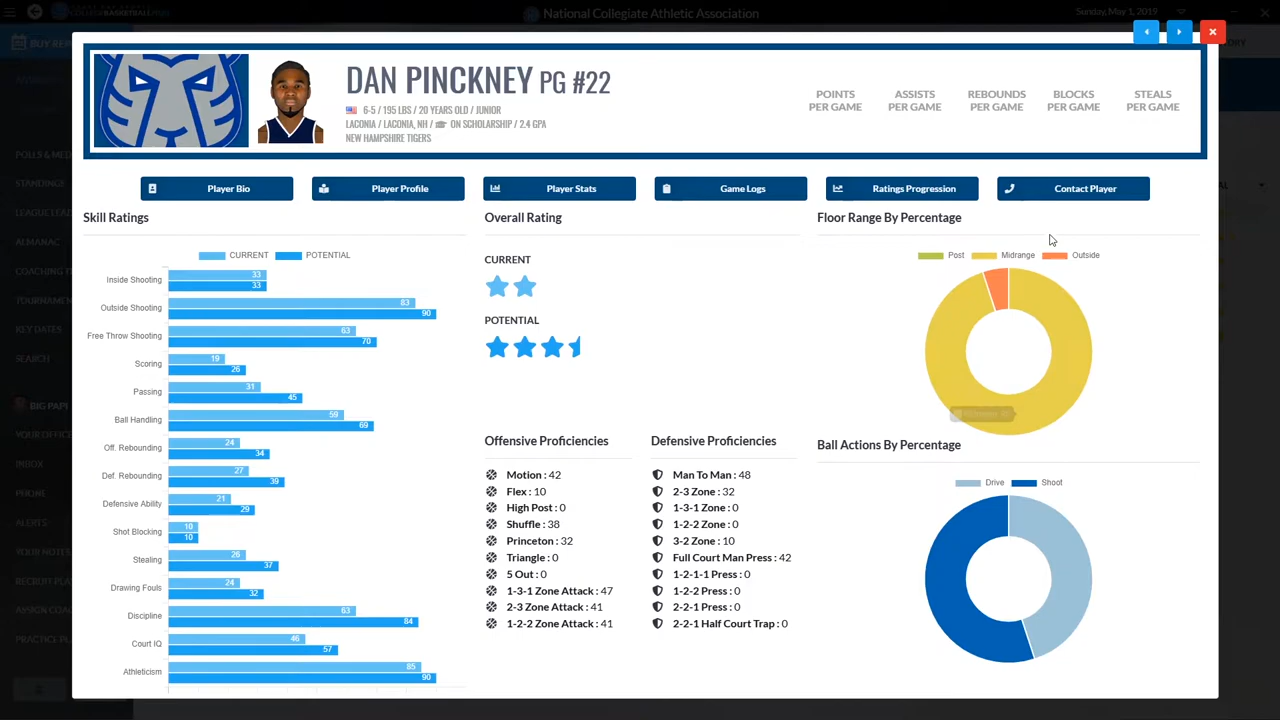 National Collegiate Athletic Association
Sunday, May 1, 2019
DAN PINCKNEY PG #22
6-5 / 195 LBS / 20 YEARS OLD / JUNIOR
LACONIA / LACONIA, NH / ON SCHOLARSHIP / 2.4 GPA
NEW HAMPSHIRE TIGERS
POINTS PER GAME
ASSISTS PER GAME
REBOUNDS PER GAME
BLOCKS PER GAME
STEALS PER GAME
Player Bio
Player Profile
Player Stats
Game Logs
Ratings Progression
Contact Player
Skill Ratings
CURRENT POTENTIAL
Inside Shooting 33 33
Outside Shooting 83 90
Free Throw Shooting 63 70
Scoring 19 26
Passing 31 45
Ball Handling 59 69
Off. Rebounding 24 34
Def. Rebounding 27 39
Defensive Ability 21 29
Shot Blocking 10 10
Stealing 26 37
Drawing Fouls 24 32
Discipline 63 84
Court IQ 46 57
Athleticism 85 90
Overall Rating
CURRENT
POTENTIAL
Offensive Proficiencies
Motion : 42
Flex : 10
High Post : 0
Shuffle : 38
Princeton : 32
Triangle : 0
5 Out : 0
1-3-1 Zone Attack : 47
2-3 Zone Attack : 41
1-2-2 Zone Attack : 41
Defensive Proficiencies
Man To Man : 48
2-3 Zone : 32
1-3-1 Zone : 0
1-2-2 Zone : 0
3-2 Zone : 10
Full Court Man Press : 42
1-2-1-1 Press : 0
1-2-2 Press : 0
2-2-1 Press : 0
2-2-1 Half Court Trap : 0
Floor Range By Percentage
Post Midrange Outside
Ball Actions By Percentage
Drive Shoot
STANDINGS
ALMANAC
KEY DATES
SEARCH
BIG PAPI
INBOX
PHONE
ALERTS